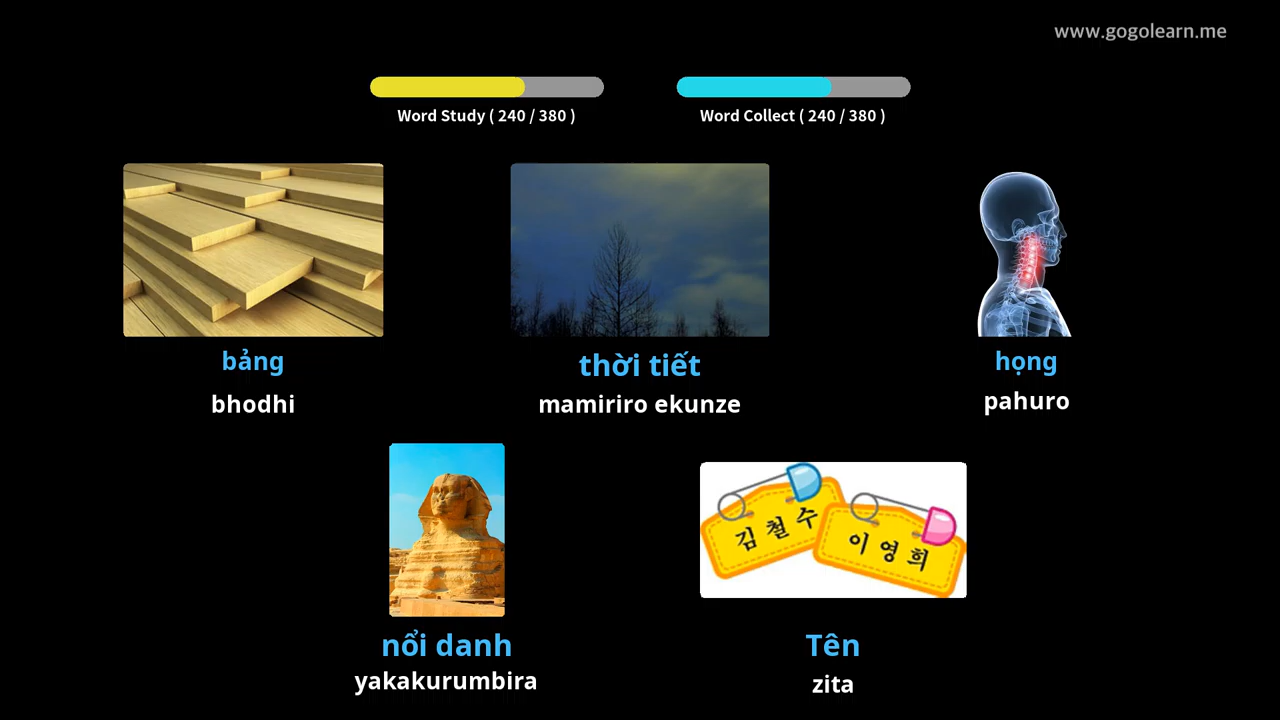 www.gogolearn.me
Word Study ( 240 / 380 )
Word Collect ( 240 / 380 )
bảng
bhodhi
thời tiết
mamiriro ekunze
họng
pahuro
김철수
이영희
nổi danh
yakakurumbira
Tên
zita